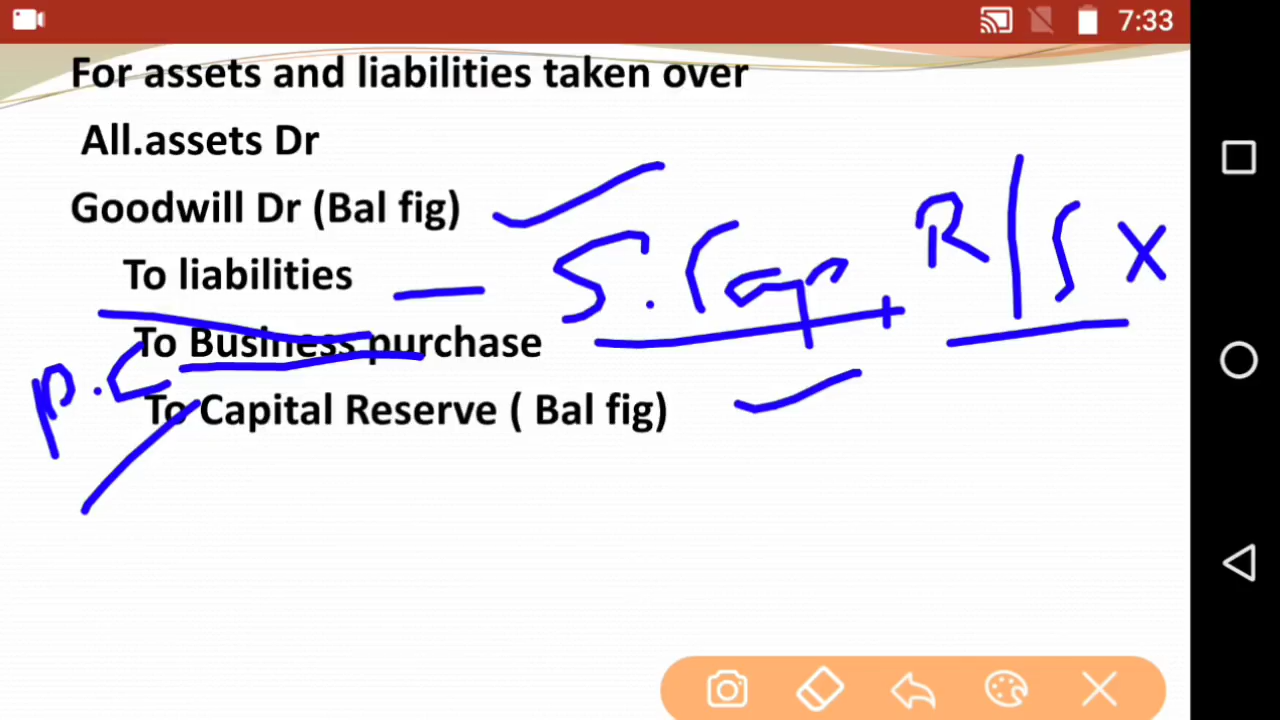 7:33
For assets and liabilities taken over
All.assets Dr
Goodwill Dr (Bal fig)
R/S X
To liabilities
S. Cap +
To Business purchase
P.C
To Capital Reserve ( Bal fig)